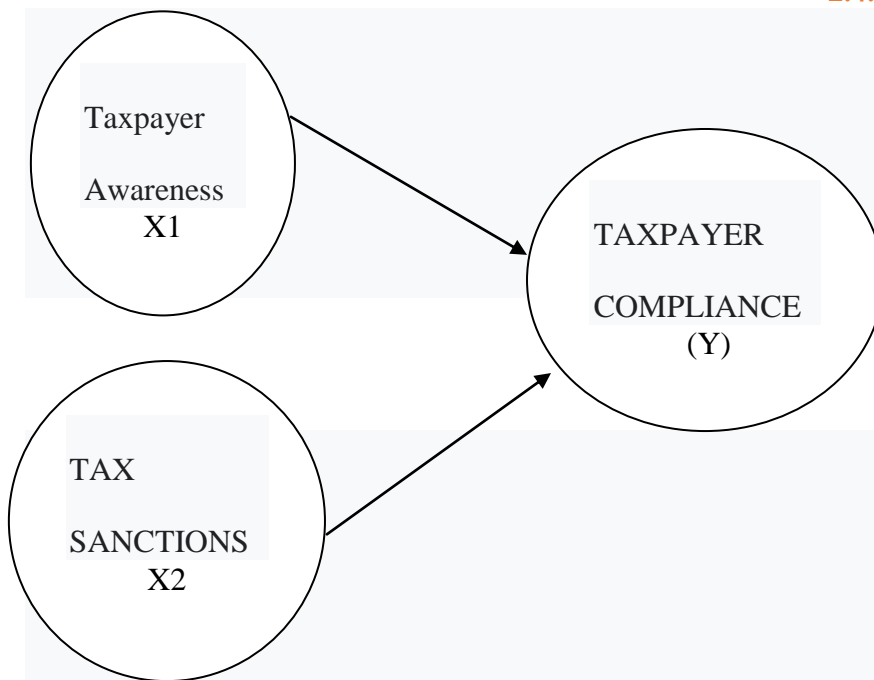 Taxpayer
Awareness
X1
TAXPAYER
COMPLIANCE
(Y)
TAX
SANCTIONS
X2